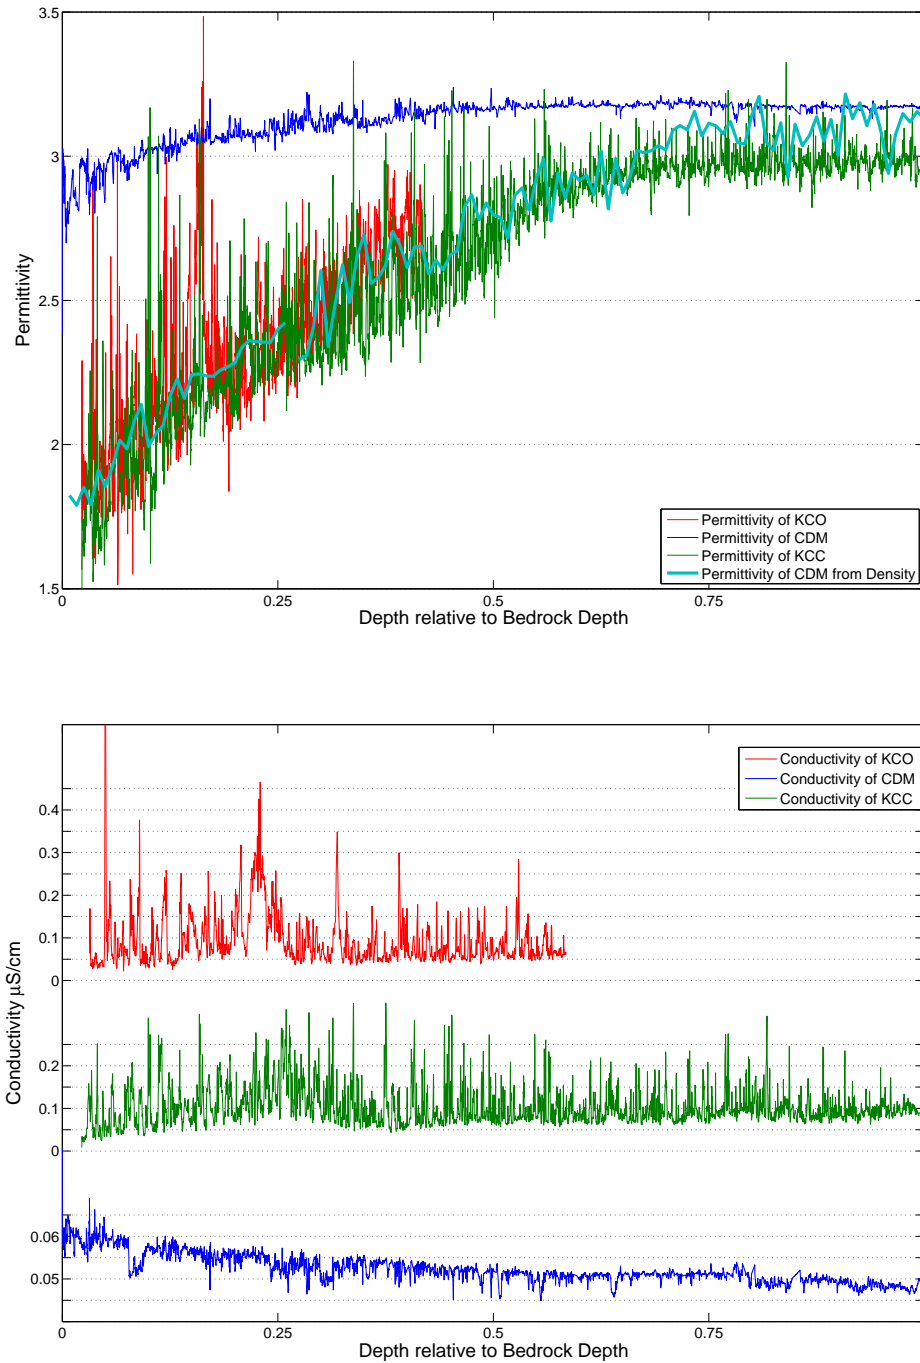 3.5
3
2.5
2
1.5
Permittivity
0
0.25
0.5
0.75
Depth relative to Bedrock Depth
Permittivity of KCO
Permittivity of CDM
Permittivity of KCC
Permittivity of CDM from Density
Conductivity of KCO
Conductivity of CDM
Conductivity of KCC
0.4
0.3
0.2
0.1
0
0.2
0.1
0
0.06
0.05
Conductivity µS/cm
0
0.25
0.5
0.75
Depth relative to Bedrock Depth